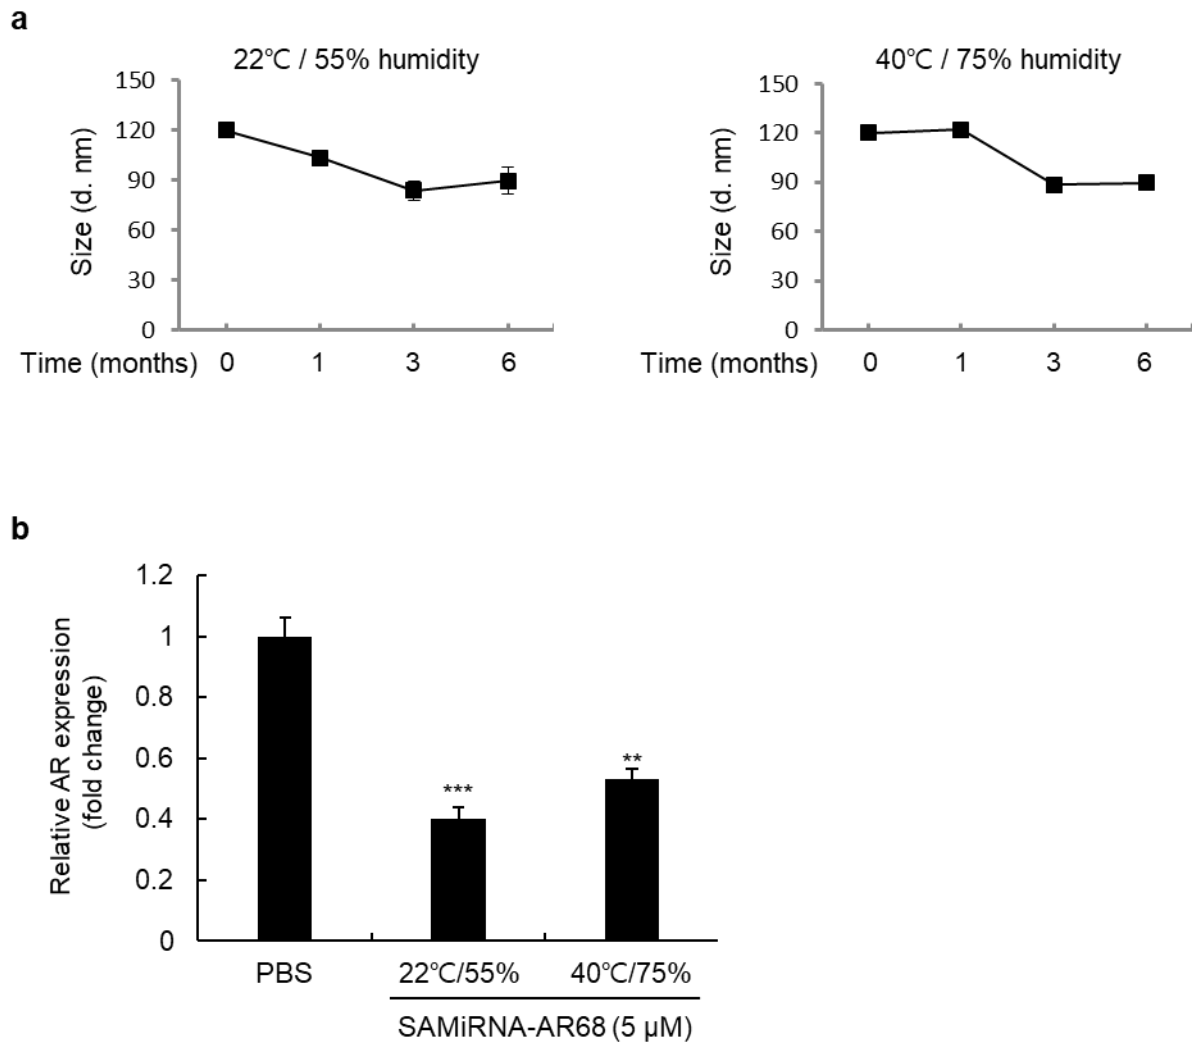 a
22℃ / 55% humidity
150
120
90
60
30
0
Size (d. nm)
Time (months) 0 1 3 6
40℃ / 75% humidity
150
120
90
60
30
0
Size (d. nm)
Time (months) 0 1 3 6
b
1.2
1
0.8
0.6
0.4
0.2
0
Relative AR expression
(fold change)
***
**
PBS 22℃/55% 40℃/75%
SAMiRNA-AR68 (5 μM)